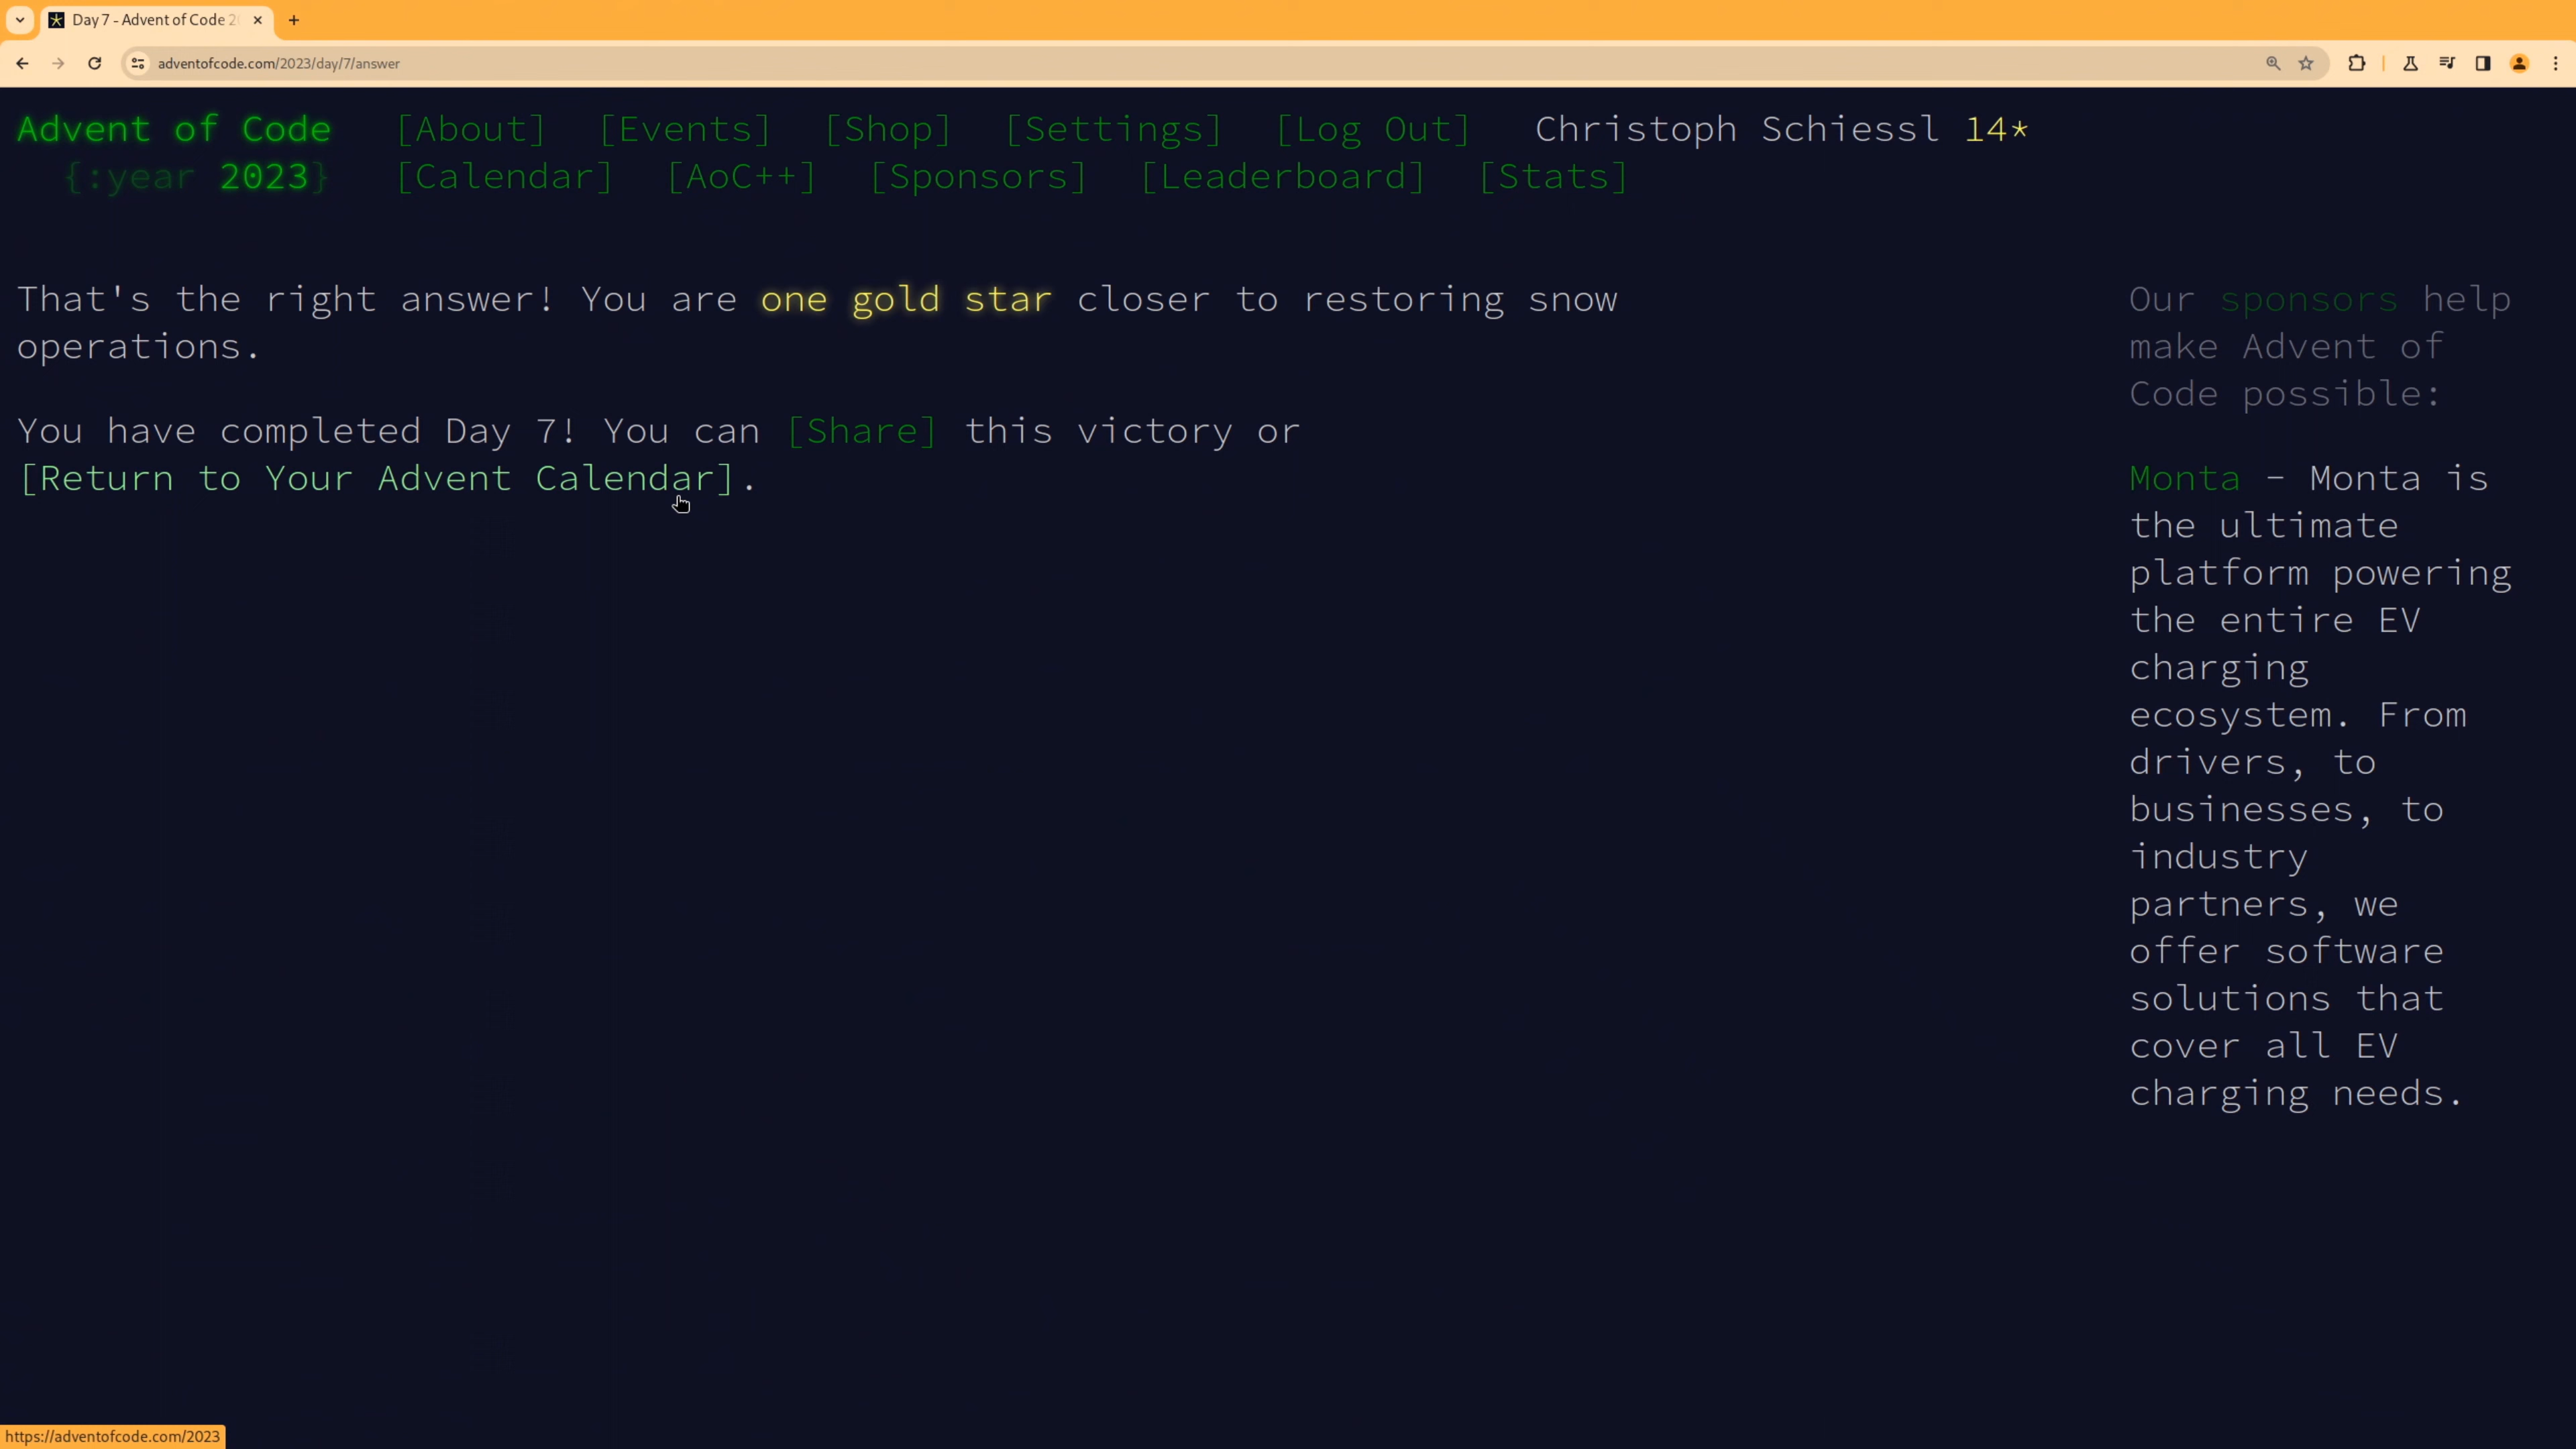 Day 7 - Advent of Code 2
adventofcode.com/2023/day/7/answer
Advent of Code [About] [Events] [Shop] [Settings] [Log Out] Christoph Schiessl 14*
{:year 2023} [Calendar] [AoC++] [Sponsors] [Leaderboard] [Stats]
That's the right answer! You are one gold star closer to restoring snow
operations.
You have completed Day 7! You can [Share] this victory or
[Return to Your Advent Calendar].
Our sponsors help
make Advent of
Code possible:
Monta - Monta is
the ultimate
platform powering
the entire EV
charging
ecosystem. From
drivers, to
businesses, to
industry
partners, we
offer software
solutions that
cover all EV
charging needs.
https://adventofcode.com/2023